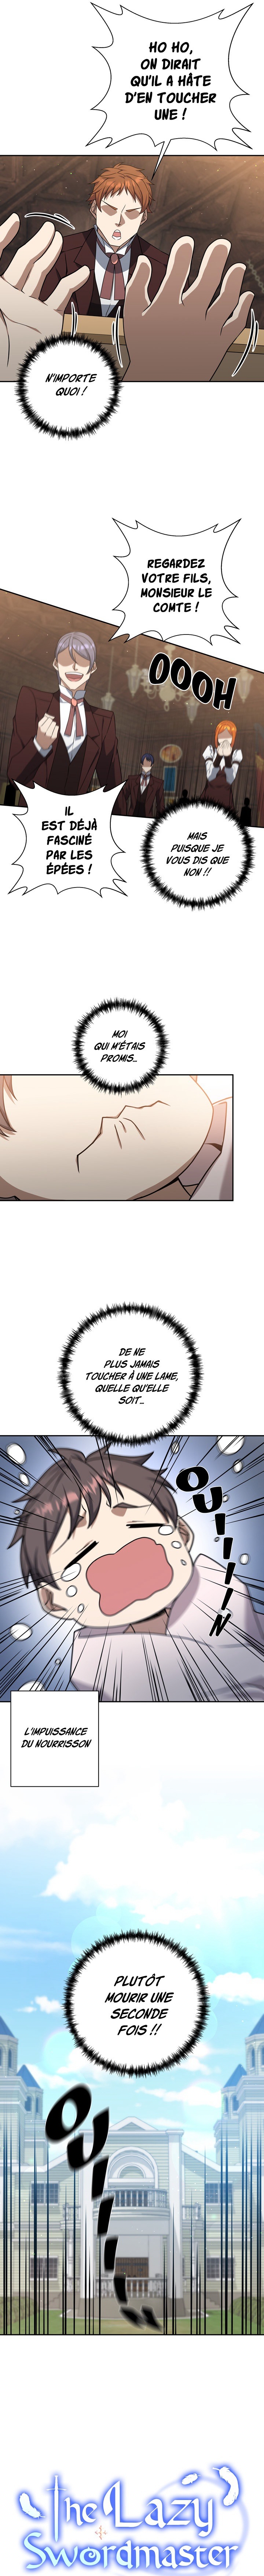 HO HO,
ON DIRAIT
QU'IL A HÂTE
D'EN TOUCHER
UNE !
N'IMPORTE
QUOI !
REGARDEZ
VOTRE FILS,
MONSIEUR LE
COMTE !
OOOH
IL
EST DÉJÀ
FASCINÉ
PAR LES
ÉPÉES !
MAIS
PUISQUE JE
VOUS DIS QUE
NON !!
MOI
QUI M'ÉTAIS
PROMIS...
DE NE
PLUS JAMAIS
TOUCHER À UNE LAME,
QUELLE QU'ELLE
SOIT...
OUIIIIIN
L'IMPUISSANCE
DU NOURRISSON
PLUTÔT
MOURIR UNE
SECONDE
FOIS !!
The Lazy
Swordmaster